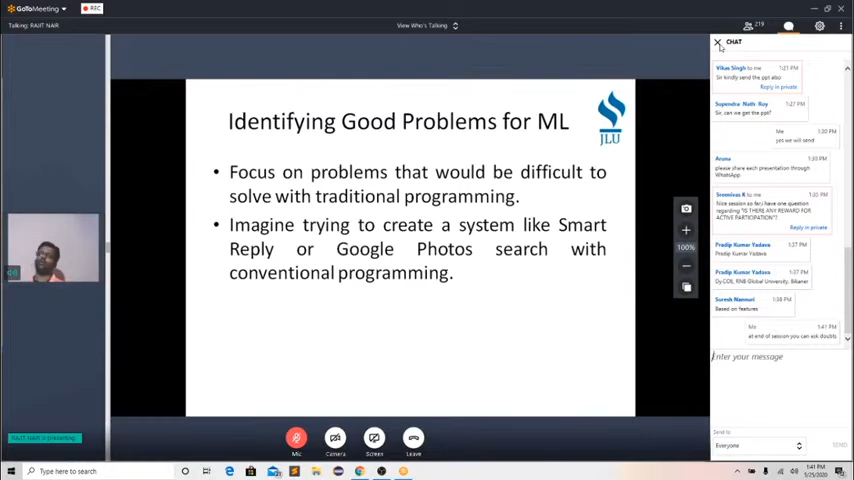 GoToMeeting
REC
Talking: RAJIT NAIR
View Who's Talking
219
CHAT
Identifying Good Problems for ML
JLU
• Focus on problems that would be difficult to
solve with traditional programming.
• Imagine trying to create a system like Smart
Reply or Google Photos search with
conventional programming.
100%
Vikas Singh to me 1:21 PM
Sir kindly send the ppt also
Reply in private
Supendra Nath Roy 1:27 PM
Sir, can we get the ppt?
Me 1:30 PM
yes we will send
Aruna 1:33 PM
please share each presentation through
WhatsApp
Sreenivas K to me 1:35 PM
Nice session so far.i have one question
regarding "IS THERE ANY REWARD FOR
ACTIVE PARTICIPATION"?
Reply in private
Pradip Kumar Yadava 1:37 PM
Pradip Kumar Yadava
Pradip Kumar Yadava 1:37 PM
Dy.COE, RNB Global University, Bikaner
Suresh Nannuri 1:38 PM
Based on features
Me 1:41 PM
at end of session you can ask doubts
Enter your message
Send to
Everyone
SEND
RAJIT NAIR is presenting
Mic
Camera
Screen
Leave
Type here to search
1:41 PM
5/25/2020